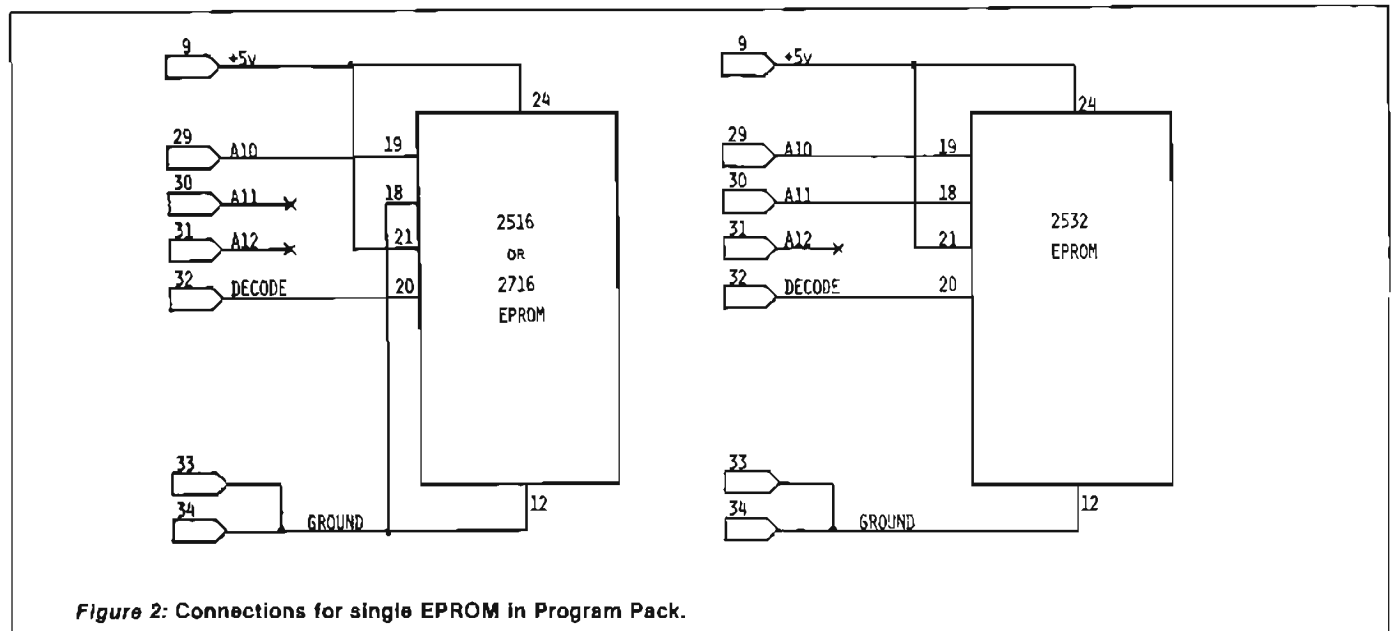 9 +5v
24
29 A10 19
30 A11 18
31 A12 21
32 DECODE 20
2516
OR
2716
EPROM
33
34 GROUND 12
9 +5v
24
29 A10 19
30 A11 18
31 A12 21
32 DECODE 20
2532
EPROM
33
34 GROUND 12
Figure 2: Connections for single EPROM in Program Pack.